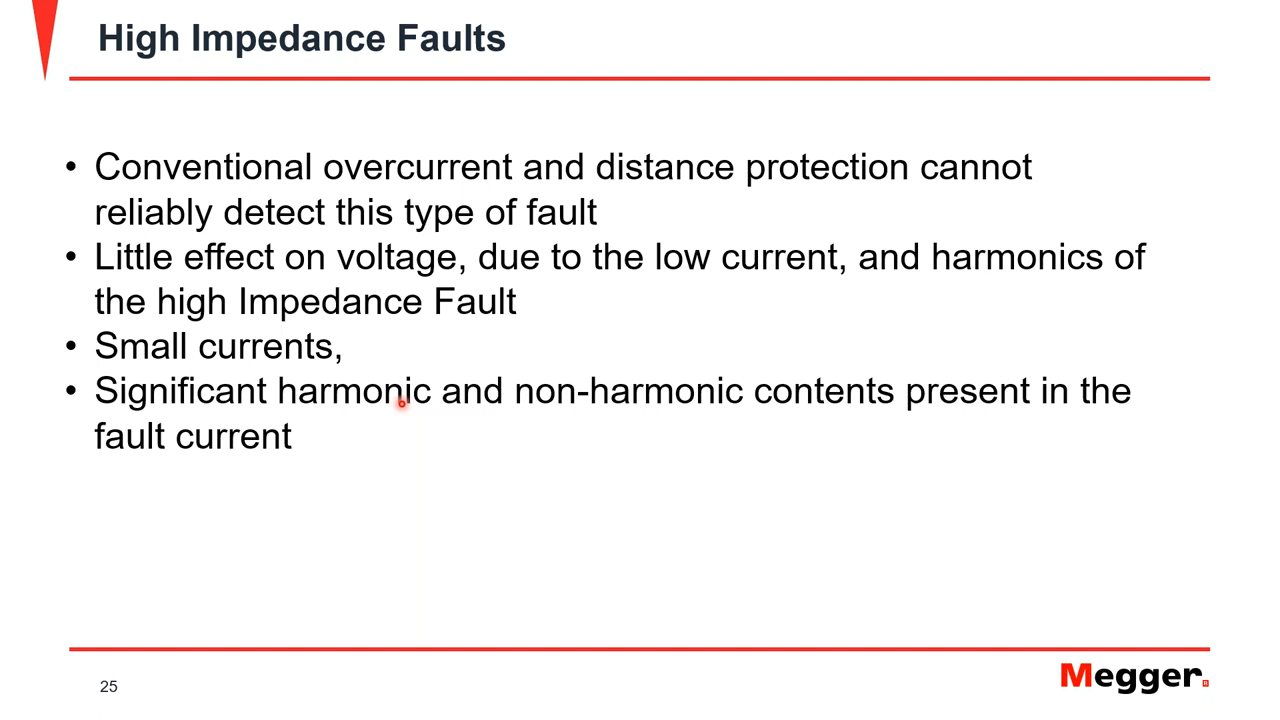 High Impedance Faults
• Conventional overcurrent and distance protection cannot
reliably detect this type of fault
• Little effect on voltage, due to the low current, and harmonics of
the high Impedance Fault
• Small currents,
• Significant harmonic and non-harmonic contents present in the
fault current
25
Megger.